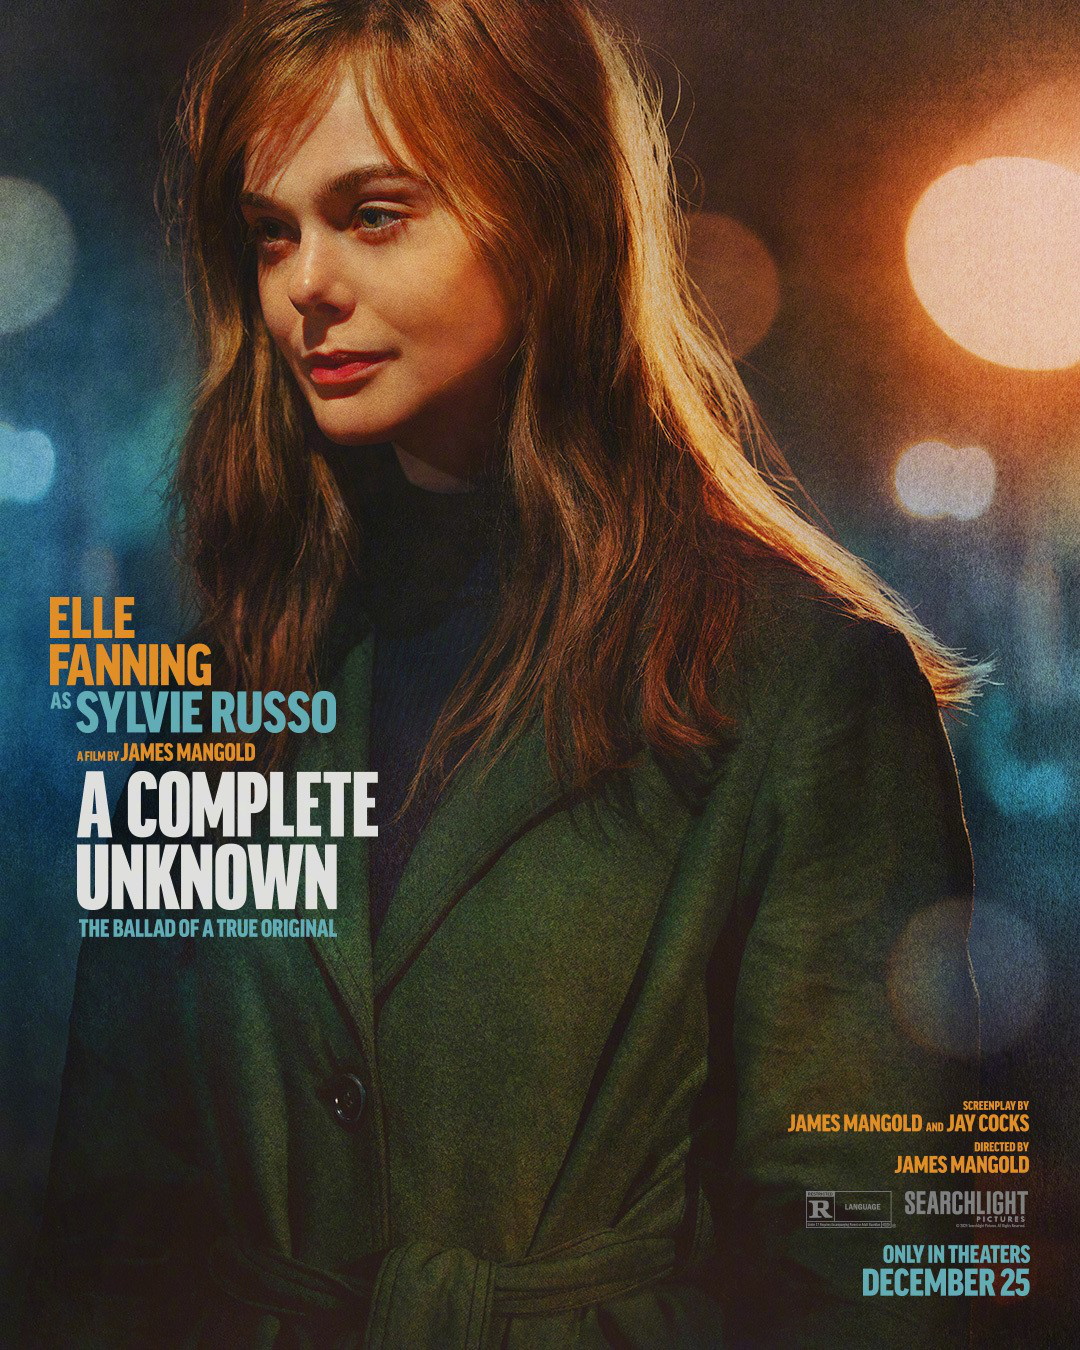 ELLE
FANNING
AS SYLVIE RUSSO
A FILM BY JAMES MANGOLD
A COMPLETE
UNKNOWN
THE BALLAD OF A TRUE ORIGINAL
SCREENPLAY BY
JAMES MANGOLD AND JAY COCKS
DIRECTED BY
JAMES MANGOLD
RESTRICTED
R LANGUAGE
SEARCHLIGHT
PICTURES
ONLY IN THEATERS
DECEMBER 25